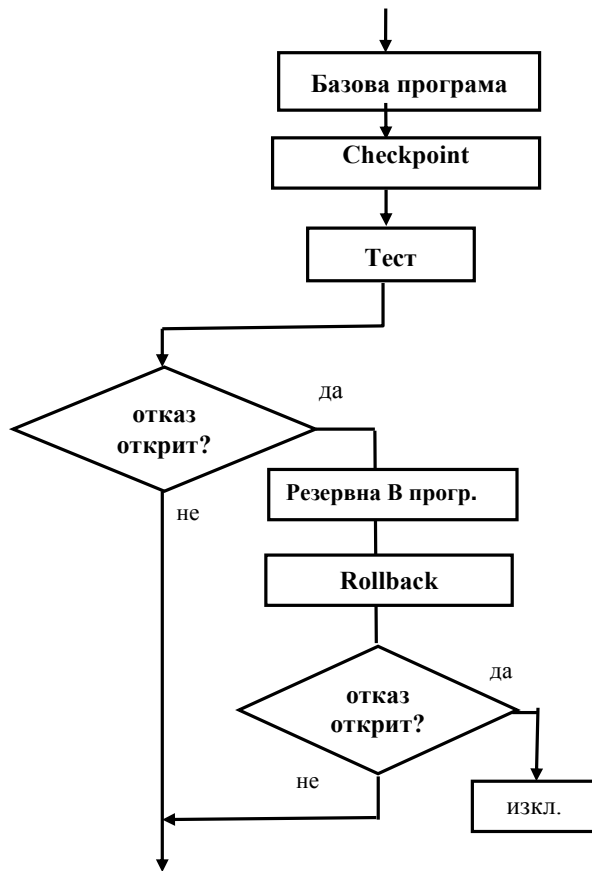 Базова програма
Checkpoint
Тест
да
отказ
открит?
Резервна В прогр.
не
Rollback
да
отказ
открит?
не
изкл.